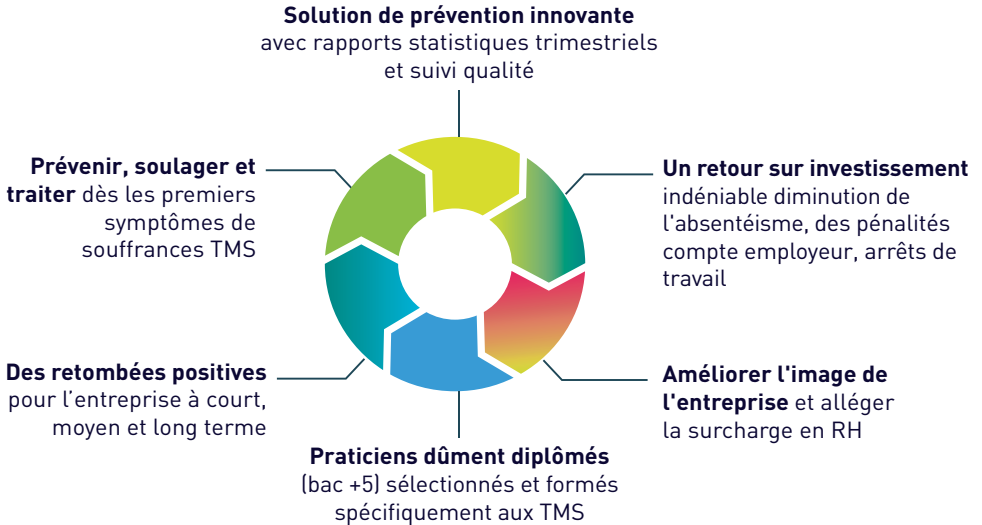 Solution de prévention innovante
avec rapports statistiques trimestriels
et suivi qualité
Un retour sur investissement
indéniable diminution de
l'absentéisme, des pénalités
compte employeur, arrêts de
travail
Améliorer l'image de
l'entreprise et alléger
la surcharge en RH
Praticiens dûment diplômés
(bac +5) sélectionnés et formés
spécifiquement aux TMS
Des retombées positives
pour l’entreprise à court,
moyen et long terme
Prévenir, soulager et
traiter dès les premiers
symptômes de
souffrances TMS